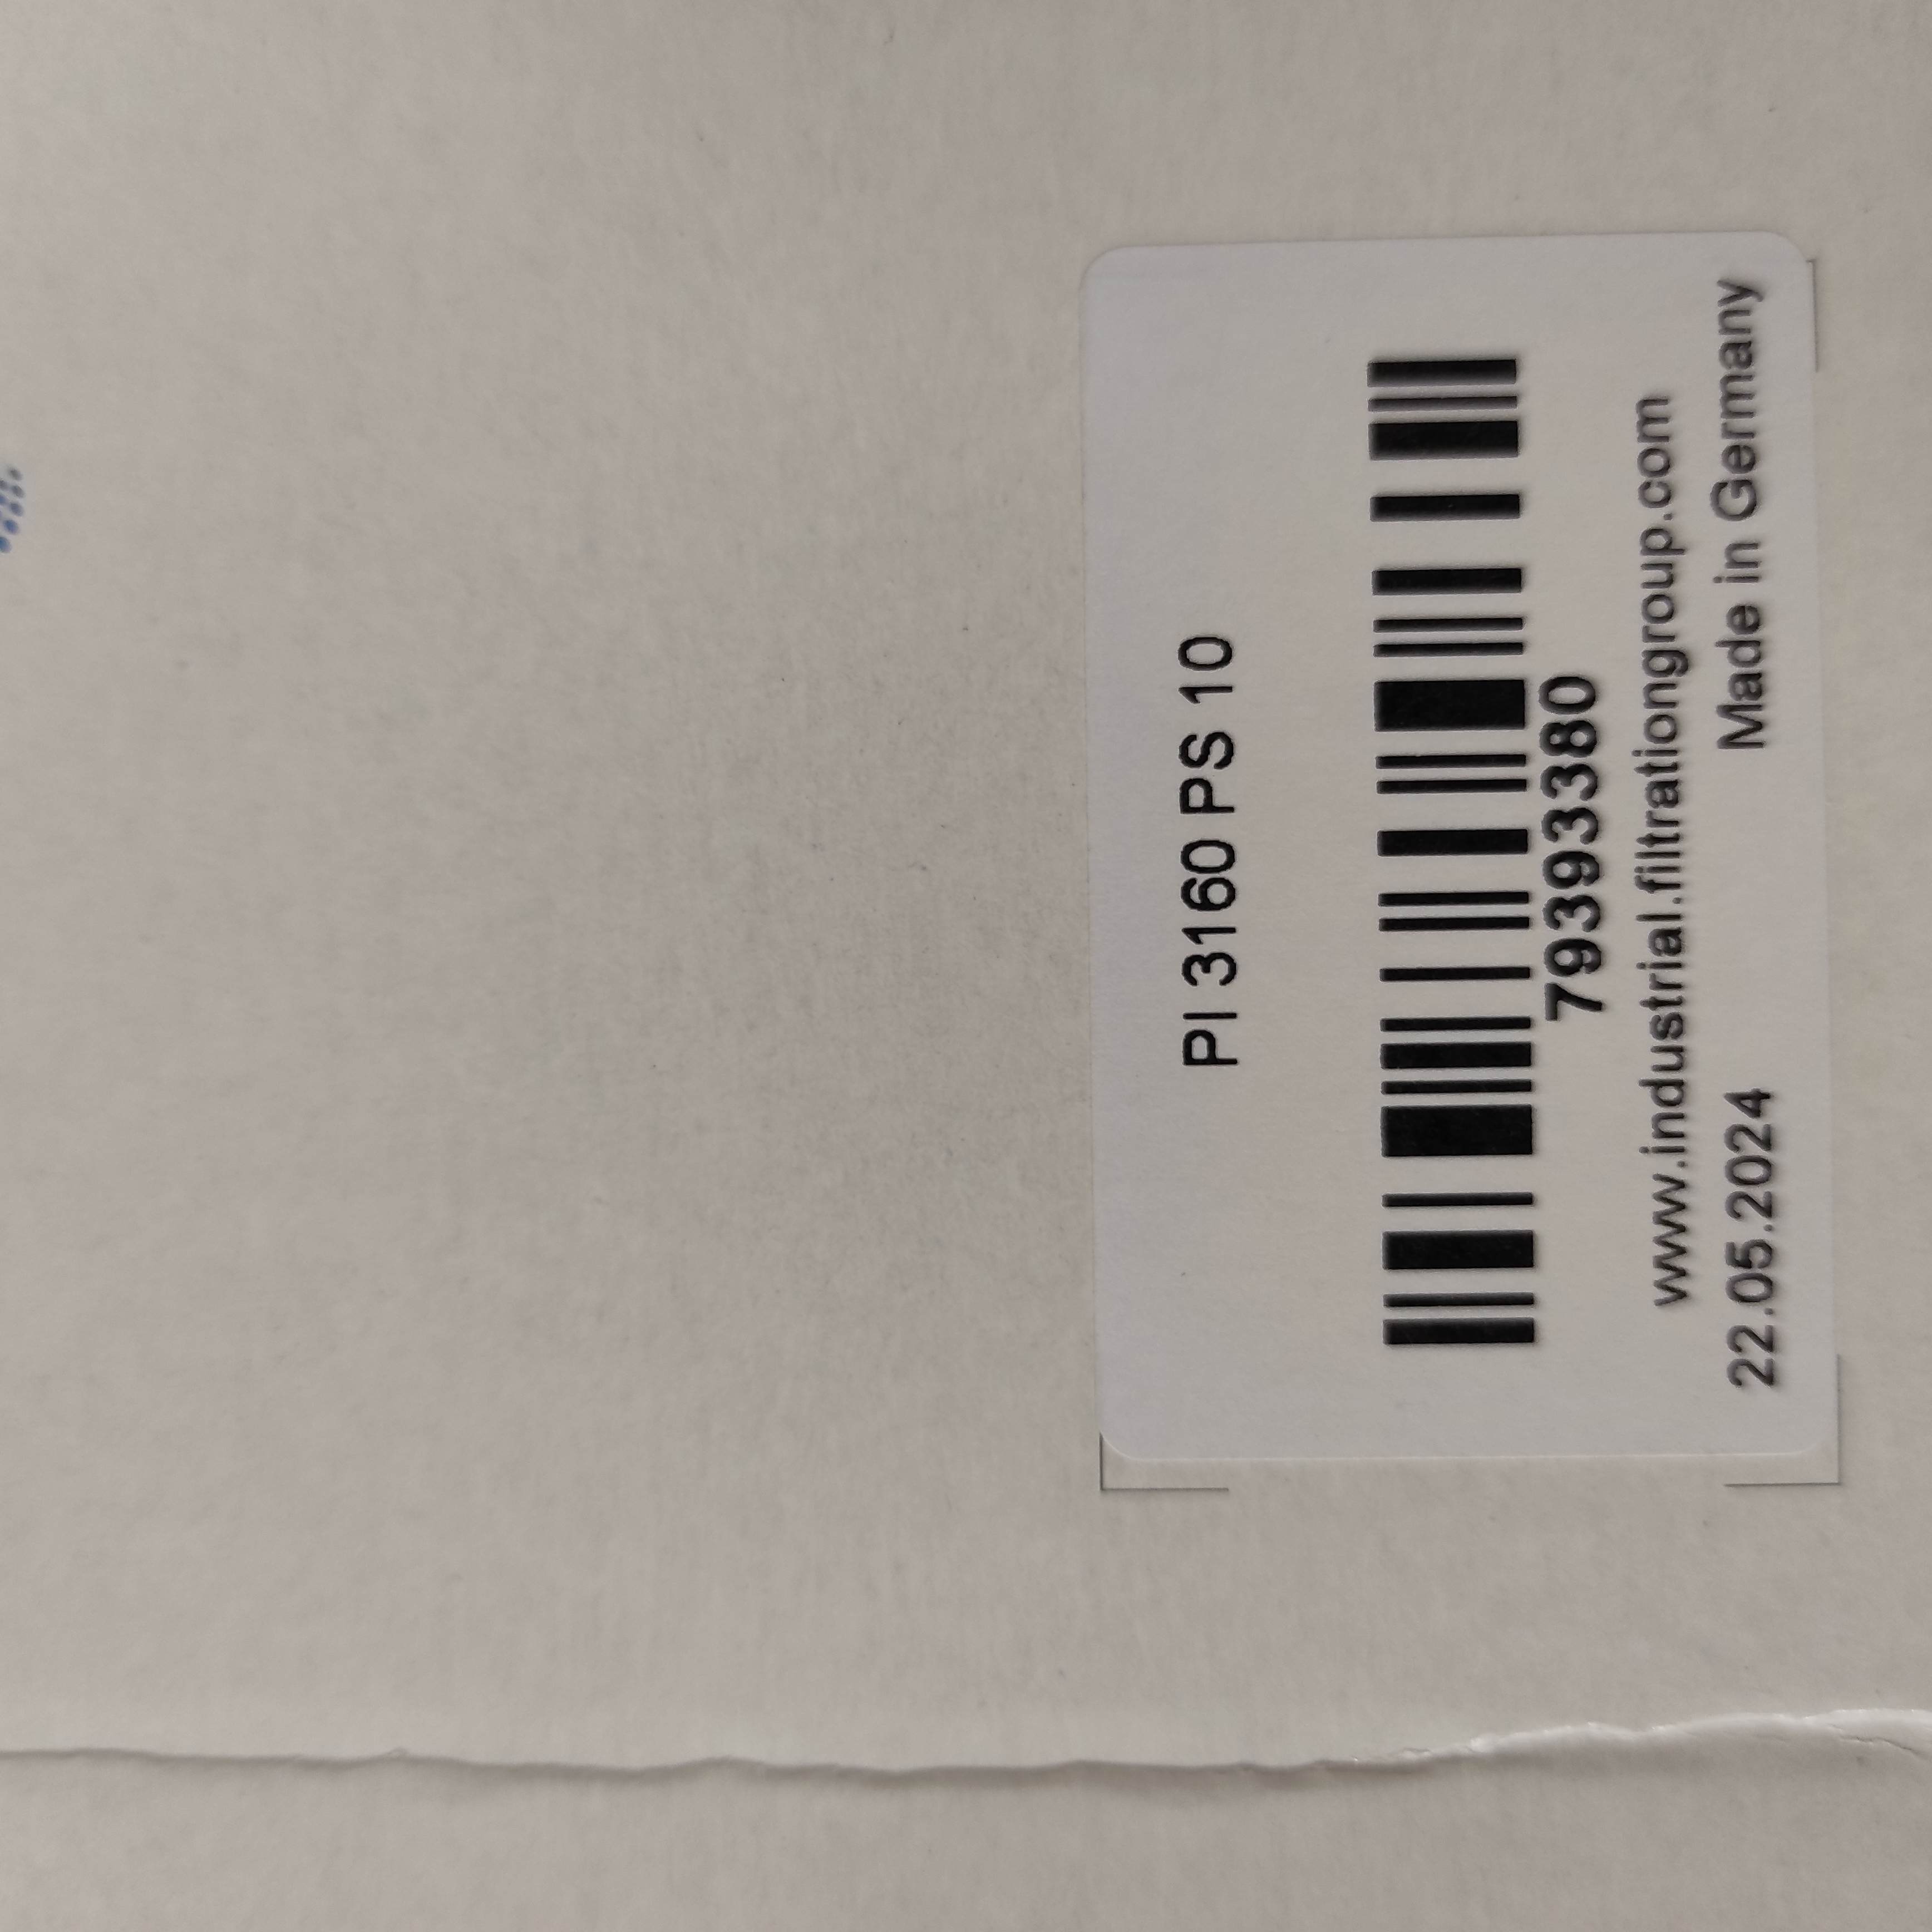 PI 3160 PS 10
79393380
www.industrial.filtrationgroup.com
22.05.2024 Made in Germany